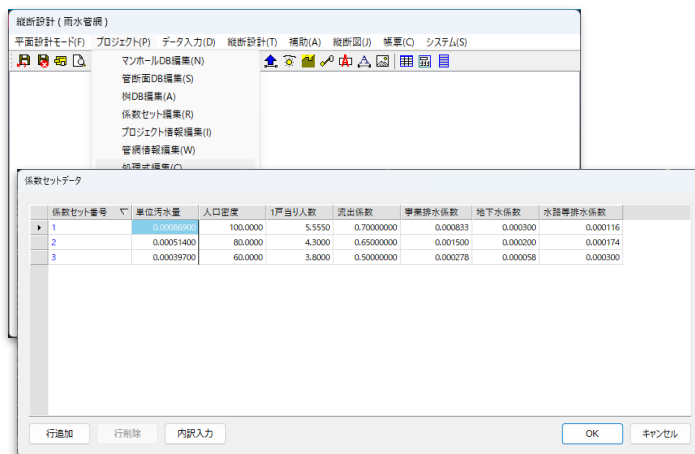 縦断設計(雨水管網)
平面設計モード(F) プロジェクト(P) データ入力(D) 縦断設計(T) 補助(A) 縦断図(J) 帳票(C) システム(S)
マンホールDB編集(N)
管断面DB編集(S)
桝DB編集(A)
係数セット編集(R)
プロジェクト情報編集(I)
管網情報編集(W)
処理式編集(C)
係数セットデータ
係数セット番号 単位汚水量 人口密度 1戸当り人数 流出係数 事業排水係数 地下水係数 水路等排水係数
1 0.00086900 100.0000 5.5550 0.70000000 0.000833 0.000300 0.000116
2 0.00051400 80.0000 4.3000 0.65000000 0.001500 0.000200 0.000174
3 0.00039700 60.0000 3.8000 0.50000000 0.000278 0.000058 0.000300
行追加 行削除 内訳入力 OK キャンセル